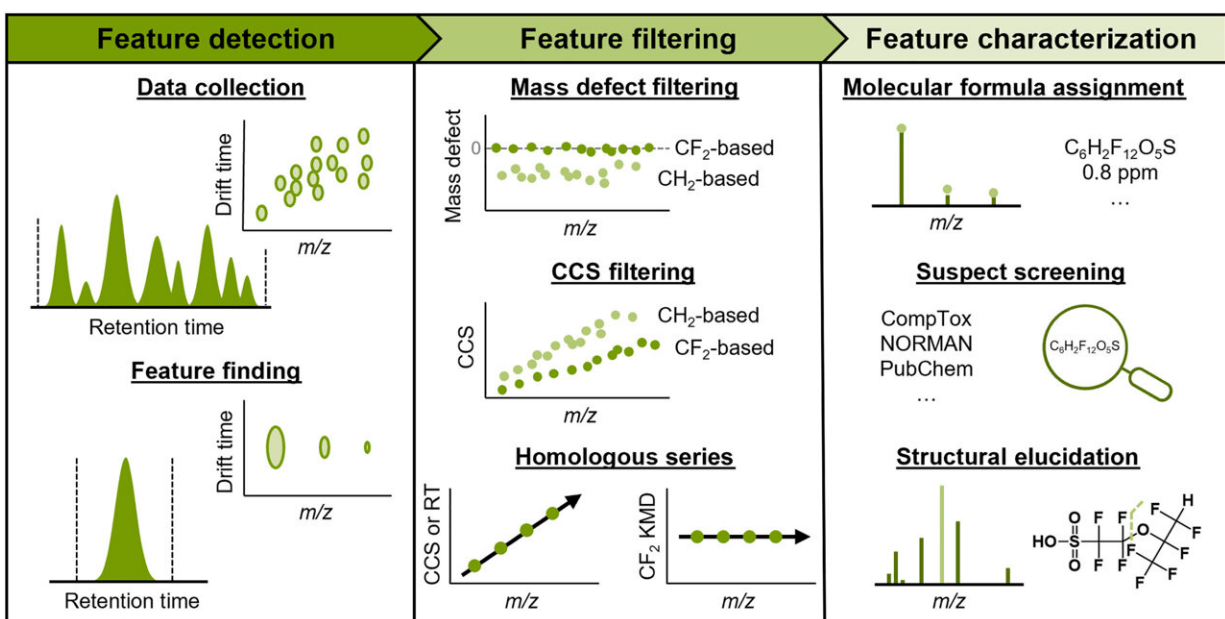 Feature detection
Feature filtering
Feature characterization
Data collection
Drift time
m/z
Retention time
Feature finding
Drift time
m/z
Retention time
Mass defect filtering
Mass defect
0
CF₂-based
CH₂-based
m/z
CCS filtering
CCS
CH₂-based
CF₂-based
m/z
Homologous series
CCS or RT
m/z
CF₂ KMD
m/z
Molecular formula assignment
m/z
C₆H₂F₁₂O₅S
0.8 ppm
...
Suspect screening
CompTox
NORMAN
PubChem
...
C₆H₂F₁₂O₅S
Structural elucidation
m/z
H
F
F
F
F
F
O
O
HO
S
O
F
F
F
F
F
F
F